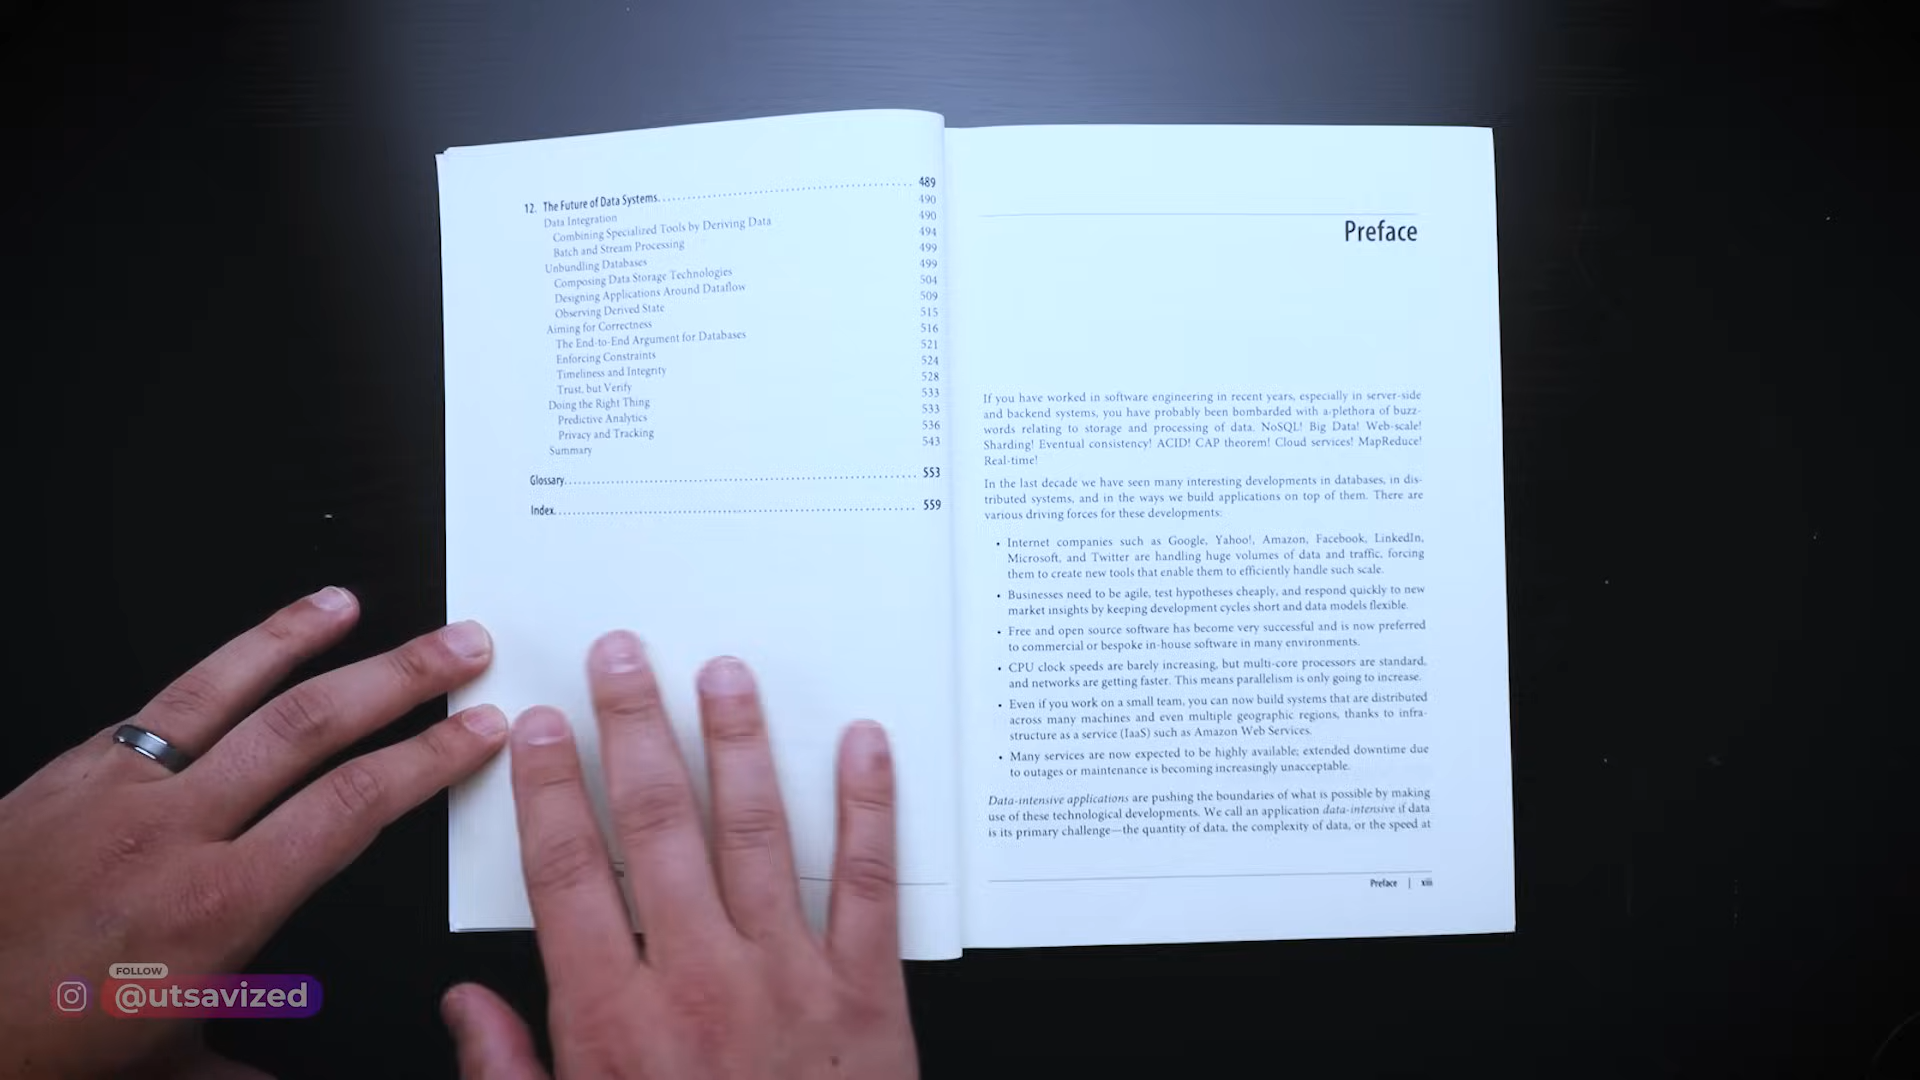 12. The Future of Data Systems. . . . . . . . . . . . . . . . . . . . . . . . . . . . . . . . 489
Data Integration 490
Combining Specialized Tools by Deriving Data 490
Batch and Stream Processing 494
Unbundling Databases 499
Composing Data Storage Technologies 499
Designing Applications Around Dataflow 504
Observing Derived State 509
Aiming for Correctness 515
The End-to-End Argument for Databases 516
Enforcing Constraints 521
Timeliness and Integrity 524
Trust, but Verify 528
Doing the Right Thing 533
Predictive Analytics 533
Privacy and Tracking 536
Summary 543
Glossary. . . . . . . . . . . . . . . . . . . . . . . . . . . . . . . . . . . . . . . . . . . . 553
Index. . . . . . . . . . . . . . . . . . . . . . . . . . . . . . . . . . . . . . . . . . . . . . 559
Preface
If you have worked in software engineering in recent years, especially in server-side
and backend systems, you have probably been bombarded with a plethora of buzz-
words relating to storage and processing of data. NoSQL! Big Data! Web-scale!
Sharding! Eventual consistency! ACID! CAP theorem! Cloud services! MapReduce!
Real-time!
In the last decade we have seen many interesting developments in databases, in dis-
tributed systems, and in the ways we build applications on top of them. There are
various driving forces for these developments:
• Internet companies such as Google, Yahoo!, Amazon, Facebook, LinkedIn,
Microsoft, and Twitter are handling huge volumes of data and traffic, forcing
them to create new tools that enable them to efficiently handle such scale.
• Businesses need to be agile, test hypotheses cheaply, and respond quickly to new
market insights by keeping development cycles short and data models flexible.
• Free and open source software has become very successful and is now preferred
to commercial or bespoke in-house software in many environments.
• CPU clock speeds are barely increasing, but multi-core processors are standard,
and networks are getting faster. This means parallelism is only going to increase.
• Even if you work on a small team, you can now build systems that are distributed
across many machines and even multiple geographic regions, thanks to infra-
structure as a service (IaaS) such as Amazon Web Services.
• Many services are now expected to be highly available; extended downtime due
to outages or maintenance is becoming increasingly unacceptable.
Data-intensive applications are pushing the boundaries of what is possible by making
use of these technological developments. We call an application data-intensive if data
is its primary challenge—the quantity of data, the complexity of data, or the speed at
Preface | xiii
FOLLOW
@utsavized